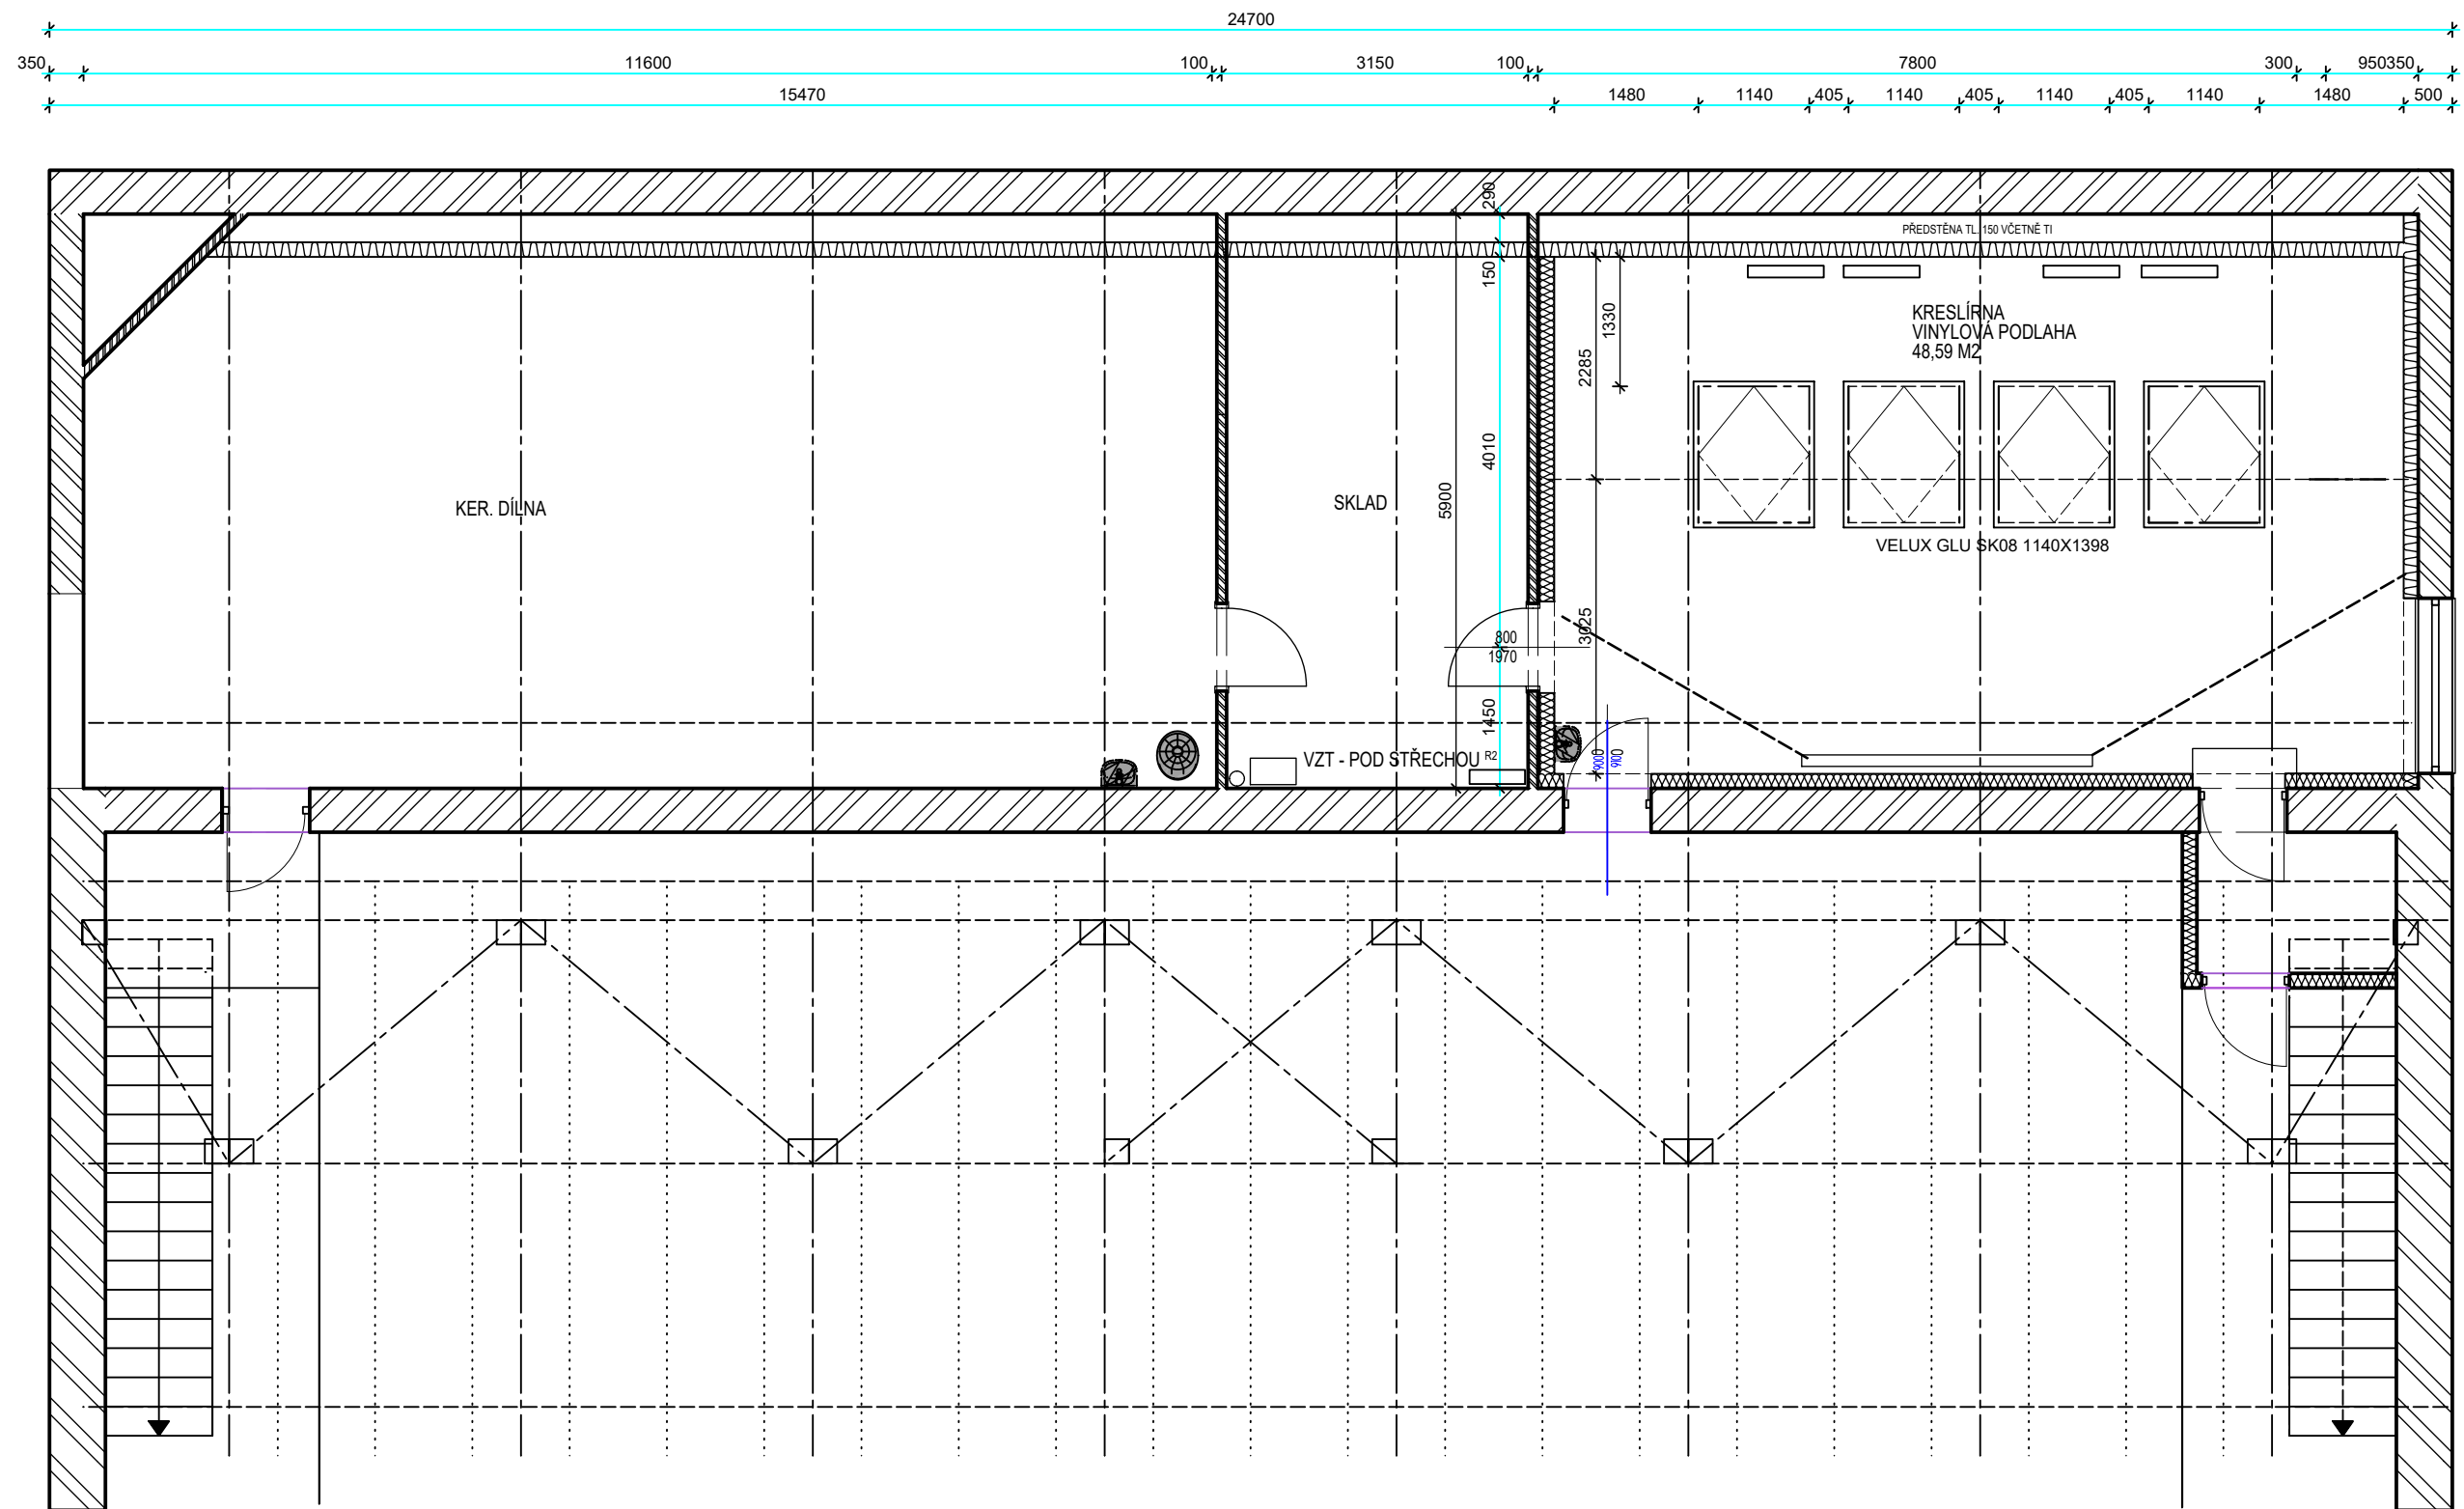 24700
350 11600 100 3150 100 7800 300 950 350
15470 1480 1140 405 1140 405 1140 405 1140 1480 500
290
PŘEDSTĚNA TL. 150 VČETNĚ TI
150
1330
KRESLÍRNA
VINYLOVÁ PODLAHA
48,59 M2
2285
4010
5900
KER. DÍLNA
SKLAD
VELUX GLU SK08 1140X1398
3025
800
1970
1450
VZT - POD STŘECHOU R2